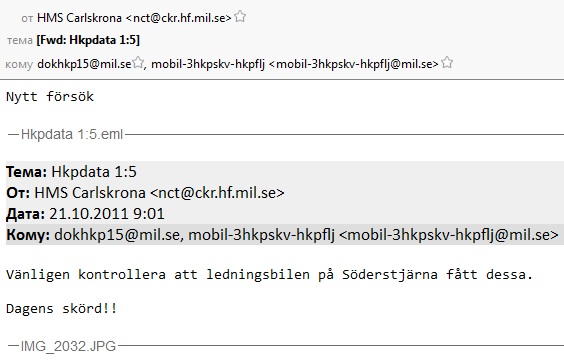 от HMS Carlskrona <nct@ckr.hf.mil.se>
тема [Fwd: Hkpdata 1:5]
кому dokhkp15@mil.se, mobil-3hkpskv-hkpflj <mobil-3hkpskv-hkpflj@mil.se>
Nytt försök
Hkpdata 1:5.eml
Тема: Hkpdata 1:5
От: HMS Carlskrona <nct@ckr.hf.mil.se>
Дата: 21.10.2011 9:01
Кому: dokhkp15@mil.se, mobil-3hkpskv-hkpflj <mobil-3hkpskv-hkpflj@mil.se>
Vänligen kontrollera att ledningsbilen på Söderstjärna fått dessa.
Dagens skörd!!
IMG_2032.JPG